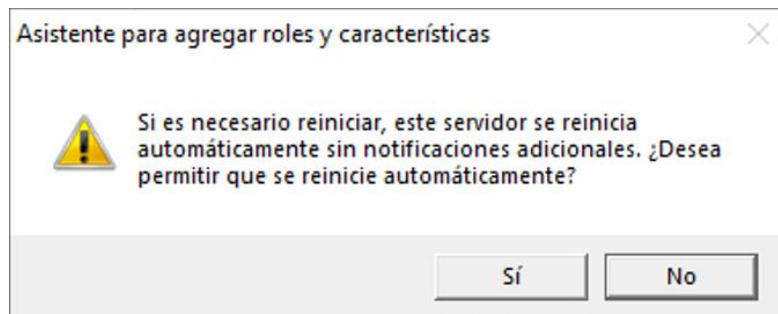 Asistente para agregar roles y características
Si es necesario reiniciar, este servidor se reinicia
automáticamente sin notificaciones adicionales. ¿Desea
permitir que se reinicie automáticamente?
Sí
No